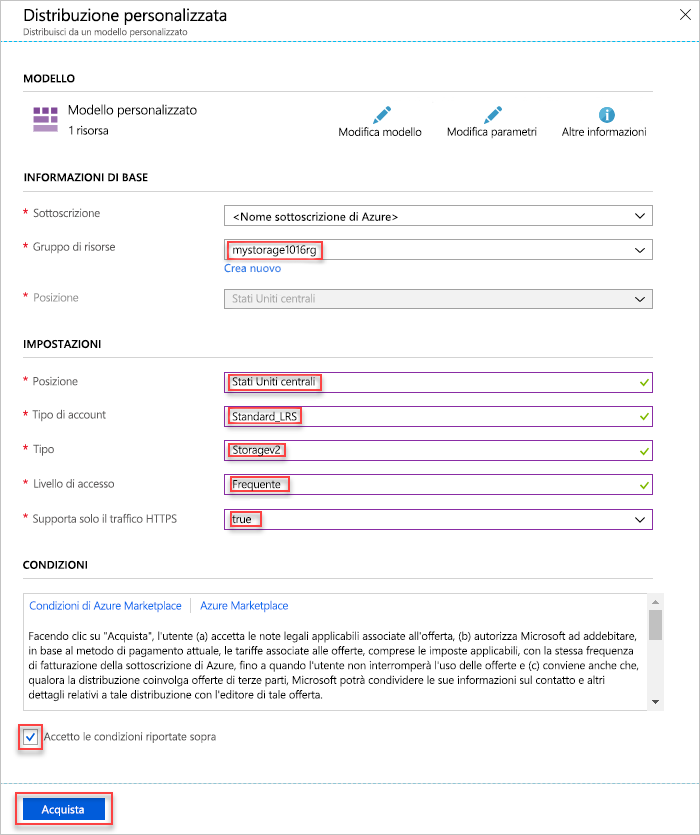 Distribuzione personalizzata
Distribuisci da un modello personalizzato
MODELLO
Modello personalizzato
1 risorsa
Modifica modello
Modifica parametri
Altre informazioni
INFORMAZIONI DI BASE
* Sottoscrizione
<Nome sottoscrizione di Azure>
* Gruppo di risorse
mystorage1016rg
Crea nuovo
* Posizione
Stati Uniti centrali
IMPOSTAZIONI
* Posizione
Stati Uniti centrali
* Tipo di account
Standard_LRS
* Tipo
Storagev2
* Livello di accesso
Frequente
* Supporta solo il traffico HTTPS
true
CONDIZIONI
Condizioni di Azure Marketplace | Azure Marketplace
Facendo clic su "Acquista", l'utente (a) accetta le note legali applicabili associate all'offerta, (b) autorizza Microsoft ad addebitare,
in base al metodo di pagamento attuale, le tariffe associate alle offerte, comprese le imposte applicabili, con la stessa frequenza
di fatturazione della sottoscrizione di Azure, fino a quando l'utente non interromperà l'uso delle offerte e (c) conviene anche che,
qualora la distribuzione coinvolga offerte di terze parti, Microsoft potrà condividere le sue informazioni sul contatto e altri
dettagli relativi a tale distribuzione con l'editore di tale offerta.
Accetto le condizioni riportate sopra
Acquista